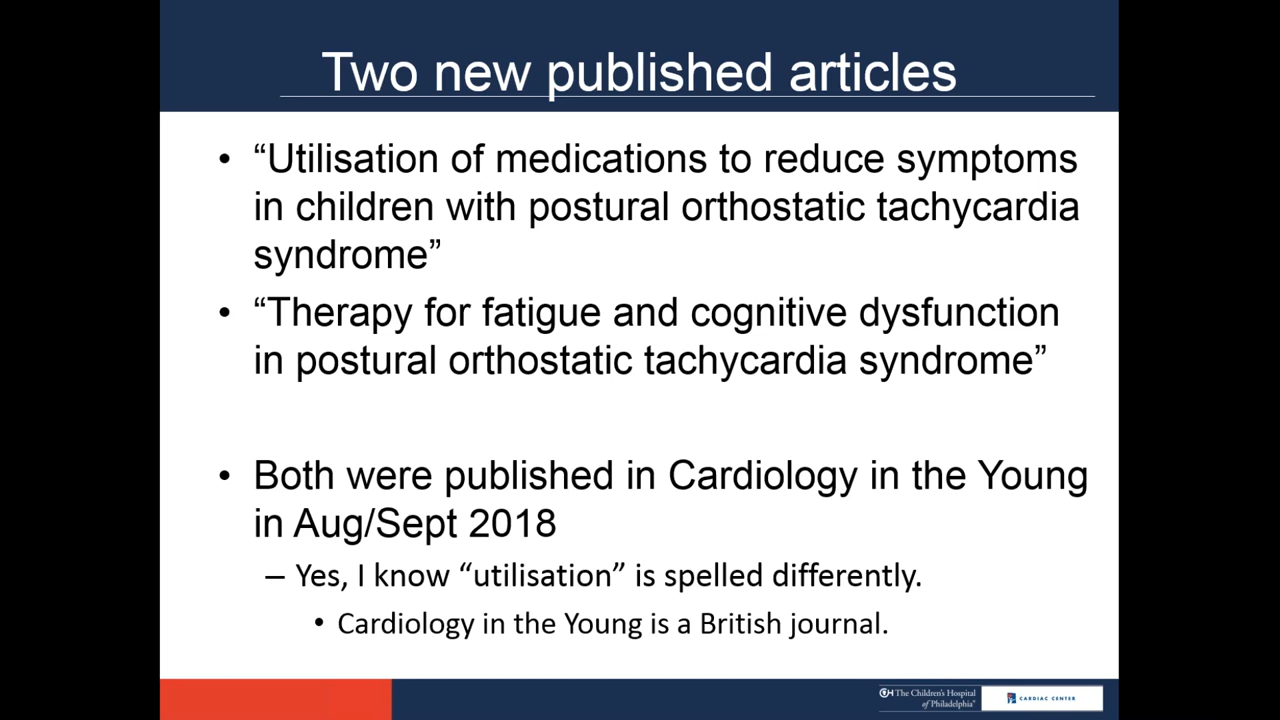 Two new published articles
• “Utilisation of medications to reduce symptoms
in children with postural orthostatic tachycardia
syndrome”
• “Therapy for fatigue and cognitive dysfunction
in postural orthostatic tachycardia syndrome”
• Both were published in Cardiology in the Young
in Aug/Sept 2018
– Yes, I know “utilisation” is spelled differently.
• Cardiology in the Young is a British journal.
The Children's Hospital
of Philadelphia
CARDIAC CENTER